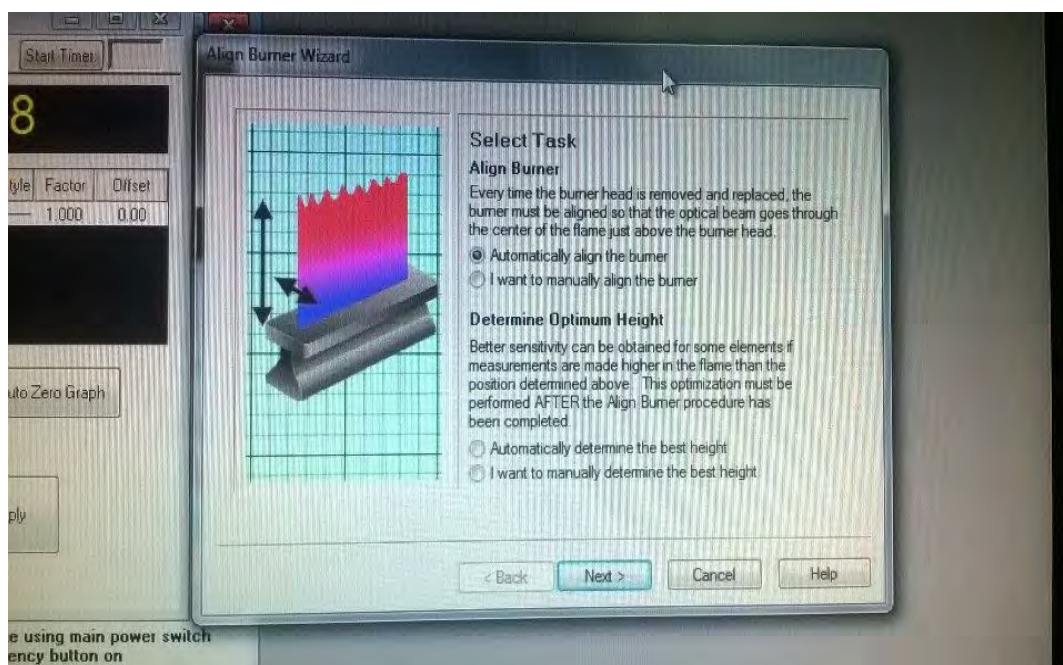 Start Timer
8
Factor Offset
1.000 0.00
Zero Graph
e using main power switch
ency button on
Align Burner Wizard
Select Task
Align Burner
Every time the burner head is removed and replaced, the
burner must be aligned so that the optical beam goes through
the center of the flame just above the burner head.
Automatically align the burner
I want to manually align the burner
Determine Optimum Height
Better sensitivity can be obtained for some elements if
measurements are made higher in the flame than the
position determined above. This optimization must be
performed AFTER the Align Burner procedure has
been completed.
Automatically determine the best height
I want to manually determine the best height
< Back Next > Cancel Help